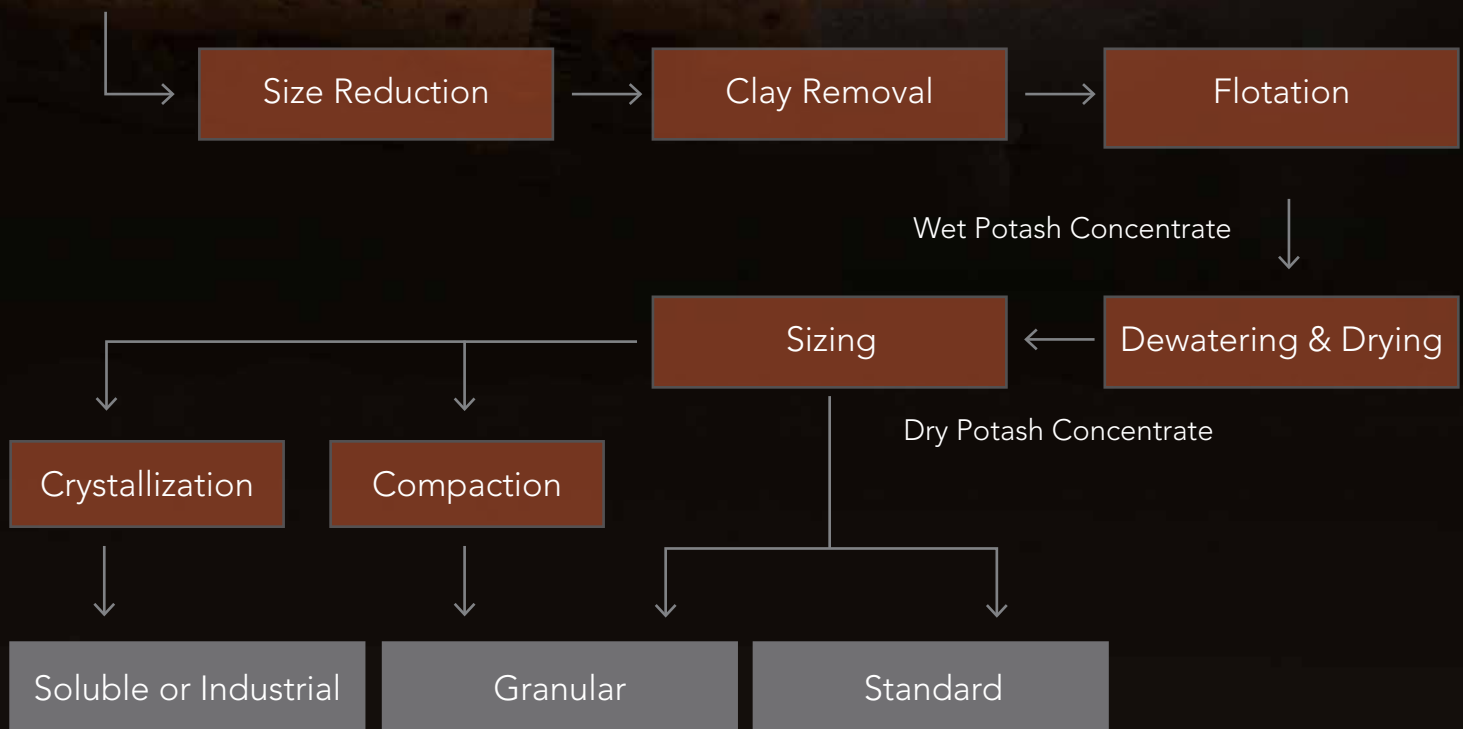 Size Reduction
Clay Removal
Flotation
Wet Potash Concentrate
Sizing
Dewatering & Drying
Dry Potash Concentrate
Crystallization
Compaction
Soluble or Industrial
Granular
Standard